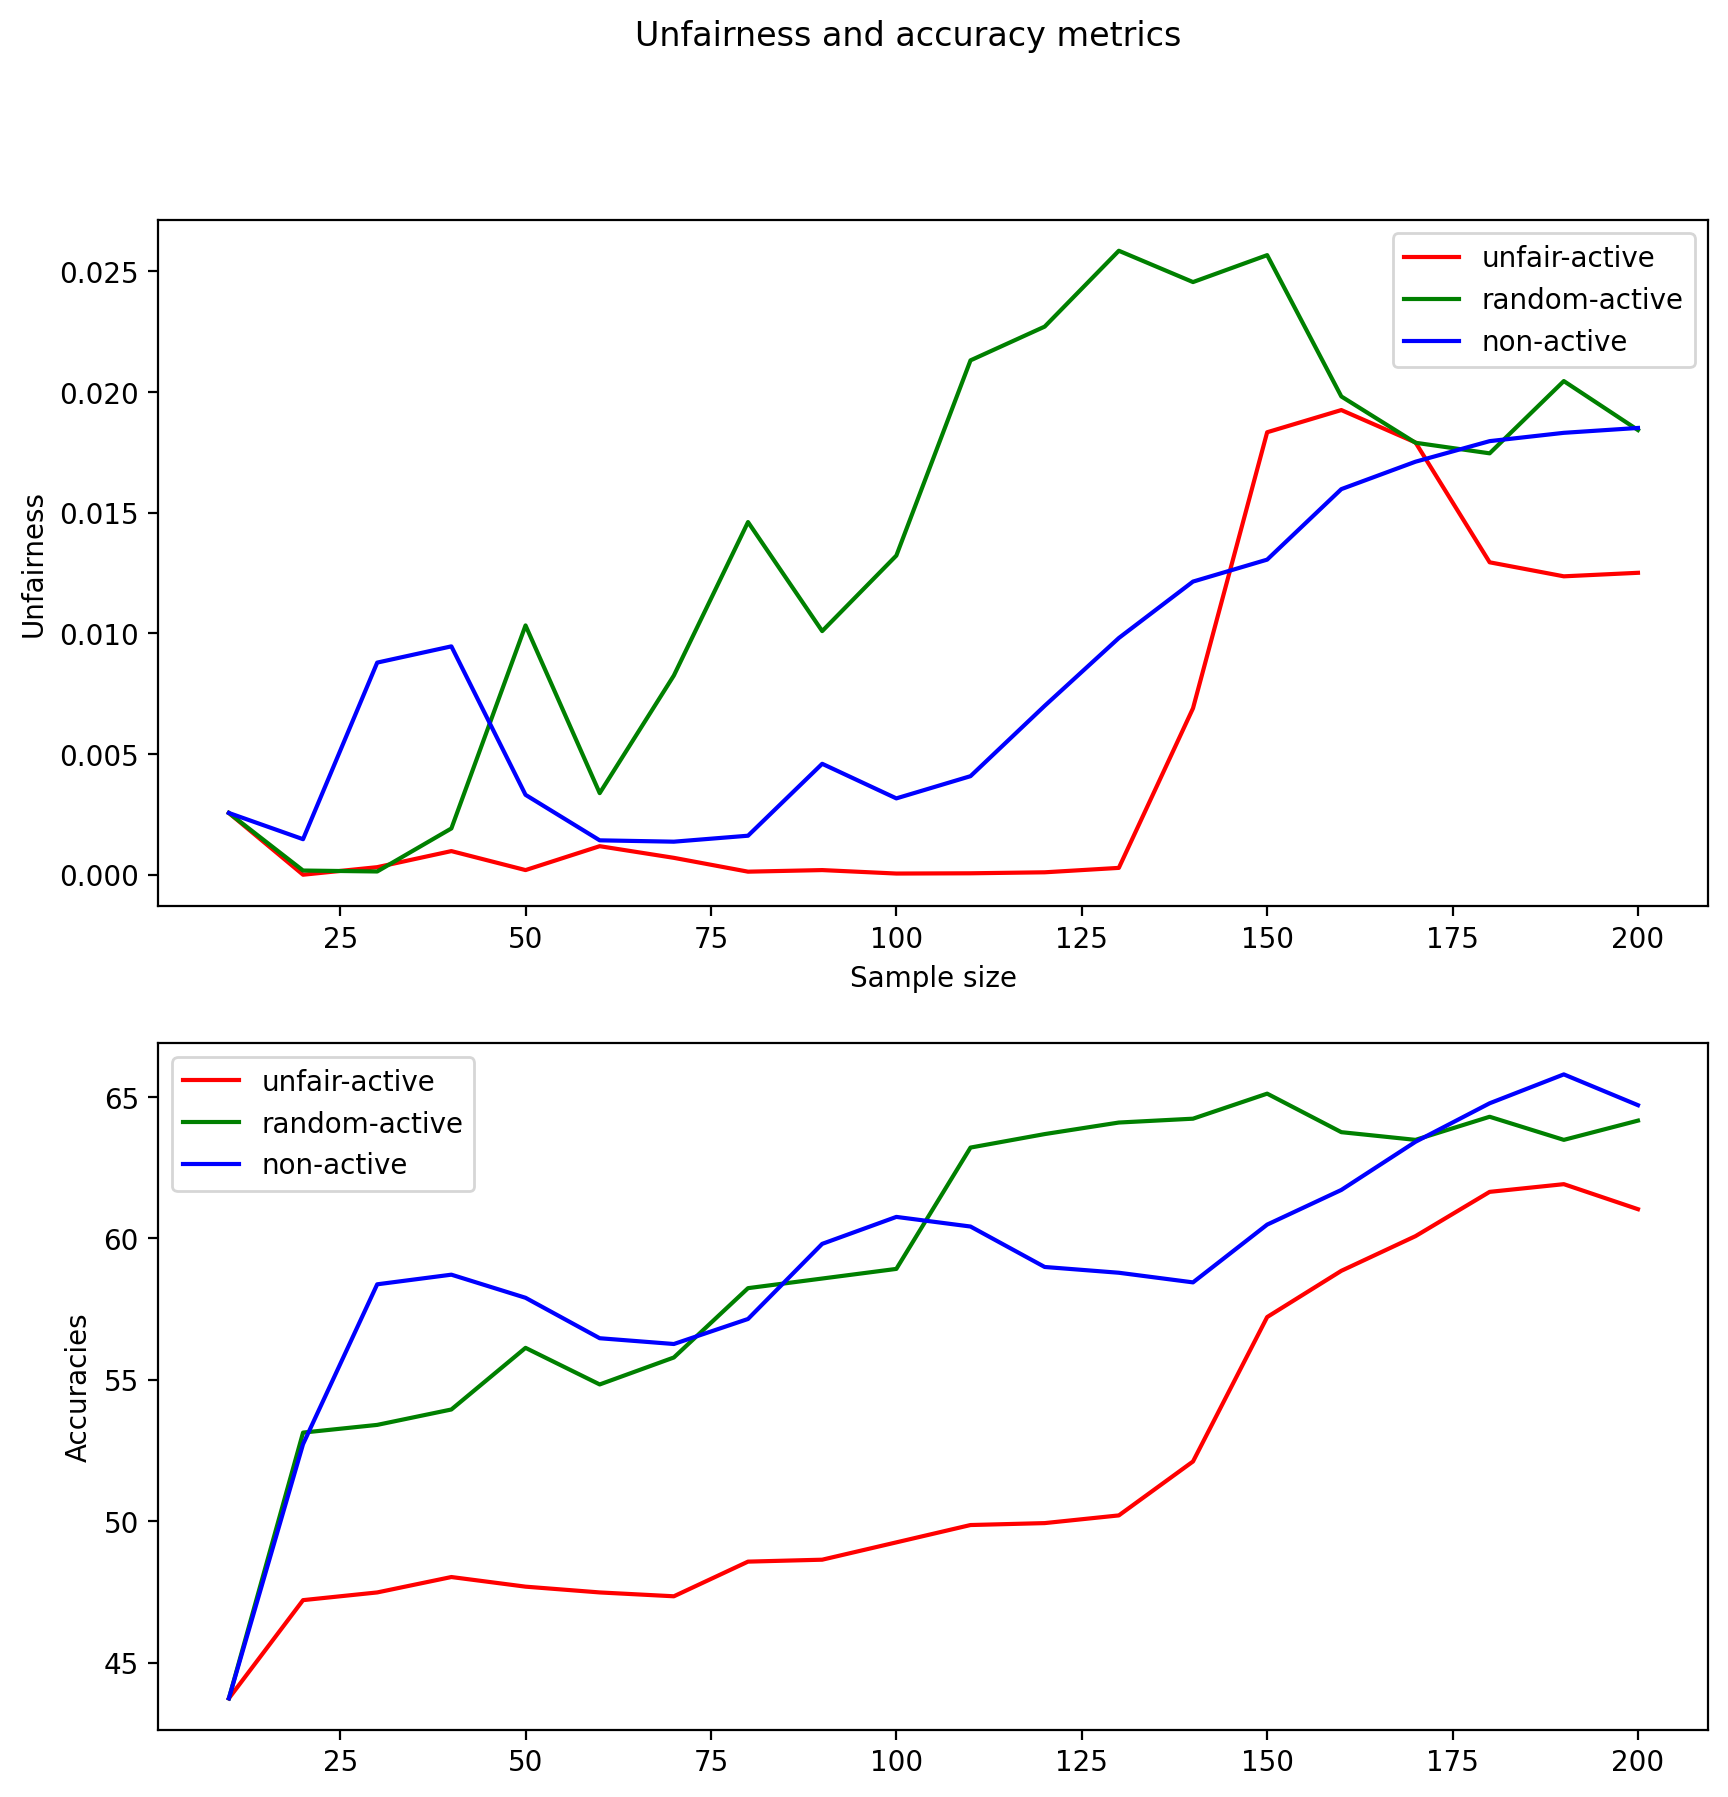 Unfairness and accuracy metrics
0.025
0.020
0.015
0.010
0.005
0.000
Unfairness
unfair-active
random-active
non-active
25 50 75 100 125 150 175 200
Sample size
65
60
55
50
45
Accuracies
unfair-active
random-active
non-active
25 50 75 100 125 150 175 200